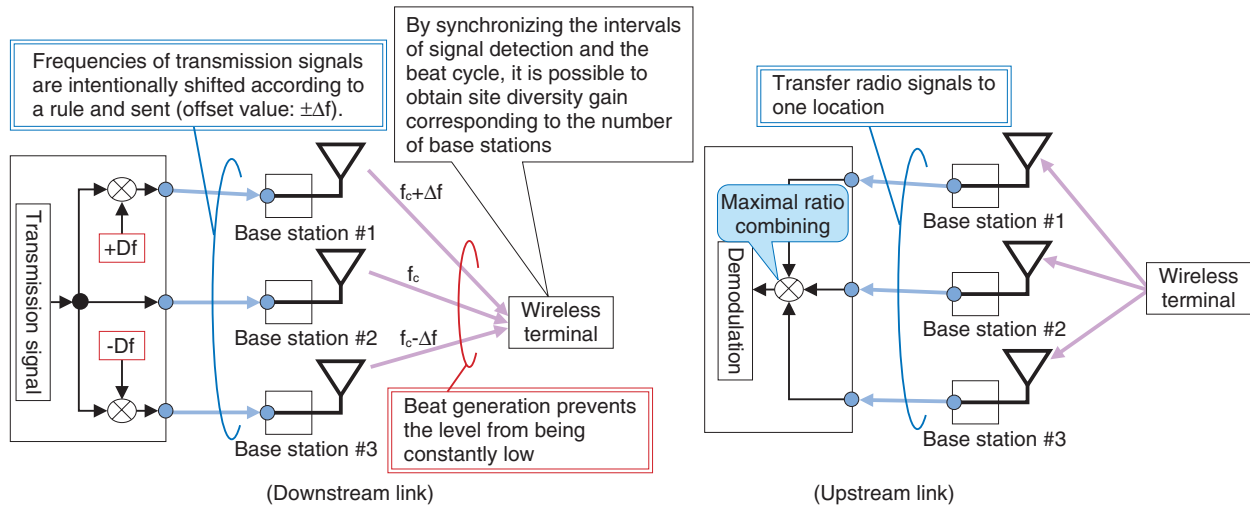 Frequencies of transmission signals
are intentionally shifted according to
a rule and sent (offset value: ±Δf).
By synchronizing the intervals
of signal detection and the
beat cycle, it is possible to
obtain site diversity gain
corresponding to the number
of base stations
Transmission signal
+Df
-Df
Base station #1
Base station #2
Base station #3
f_c+Δf
f_c
f_c-Δf
Wireless
terminal
Beat generation prevents
the level from being
constantly low
(Downstream link)
Transfer radio signals to
one location
Maximal ratio
combining
Demodulation
Base station #1
Base station #2
Base station #3
Wireless
terminal
(Upstream link)